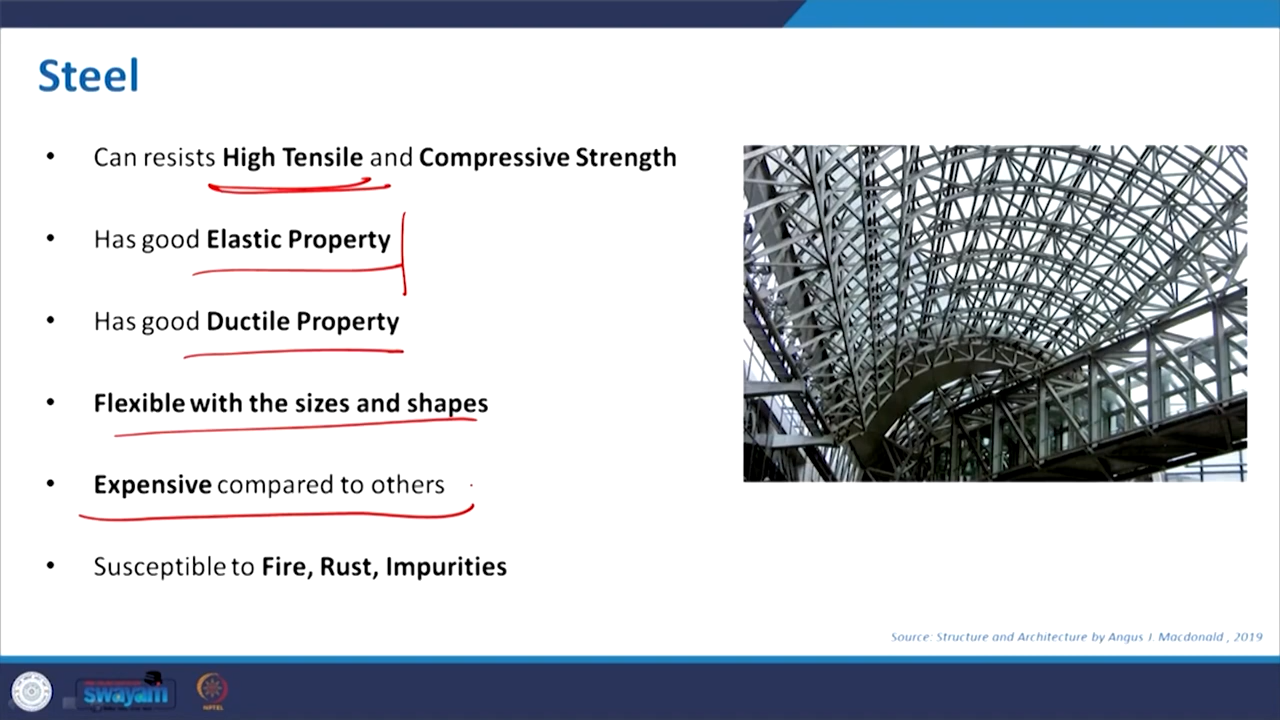 Steel
• Can resists High Tensile and Compressive Strength
• Has good Elastic Property
• Has good Ductile Property
• Flexible with the sizes and shapes
• Expensive compared to others
• Susceptible to Fire, Rust, Impurities
Source: Structure and Architecture by Angus J. Macdonald , 2019
swayam
NPTEL